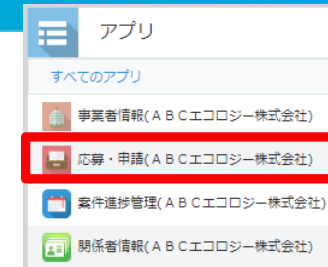 アプリ
すべてのアプリ
事業者情報(ＡＢＣエコロジー株式会社)
応募・申請(ＡＢＣエコロジー株式会社)
案件進捗管理(ＡＢＣエコロジー株式会社)
関係者情報(ＡＢＣエコロジー株式会社)